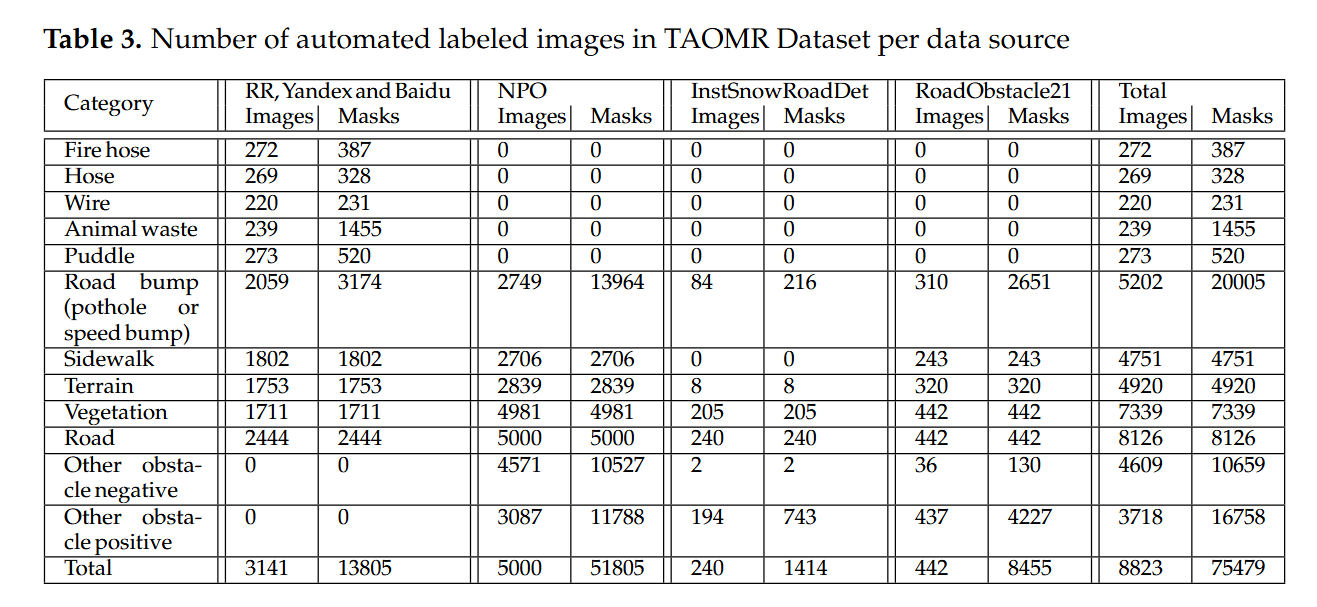 Table 3. Number of automated labeled images in TAOMR Dataset per data source
Category RR, Yandex and Baidu NPO InstSnowRoadDet RoadObstacle21 Total
Images Masks Images Masks Images Masks Images Masks Images Masks
Fire hose 272 387 0 0 0 0 0 0 272 387
Hose 269 328 0 0 0 0 0 0 269 328
Wire 220 231 0 0 0 0 0 0 220 231
Animal waste 239 1455 0 0 0 0 0 0 239 1455
Puddle 273 520 0 0 0 0 0 0 273 520
Road bump 2059 3174 2749 13964 84 216 310 2651 5202 20005
(pothole or
speed bump)
Sidewalk 1802 1802 2706 2706 0 0 243 243 4751 4751
Terrain 1753 1753 2839 2839 8 8 320 320 4920 4920
Vegetation 1711 1711 4981 4981 205 205 442 442 7339 7339
Road 2444 2444 5000 5000 240 240 442 442 8126 8126
Other obsta- 0 0 4571 10527 2 2 36 130 4609 10659
cle negative
Other obsta- 0 0 3087 11788 194 743 437 4227 3718 16758
cle positive
Total 3141 13805 5000 51805 240 1414 442 8455 8823 75479